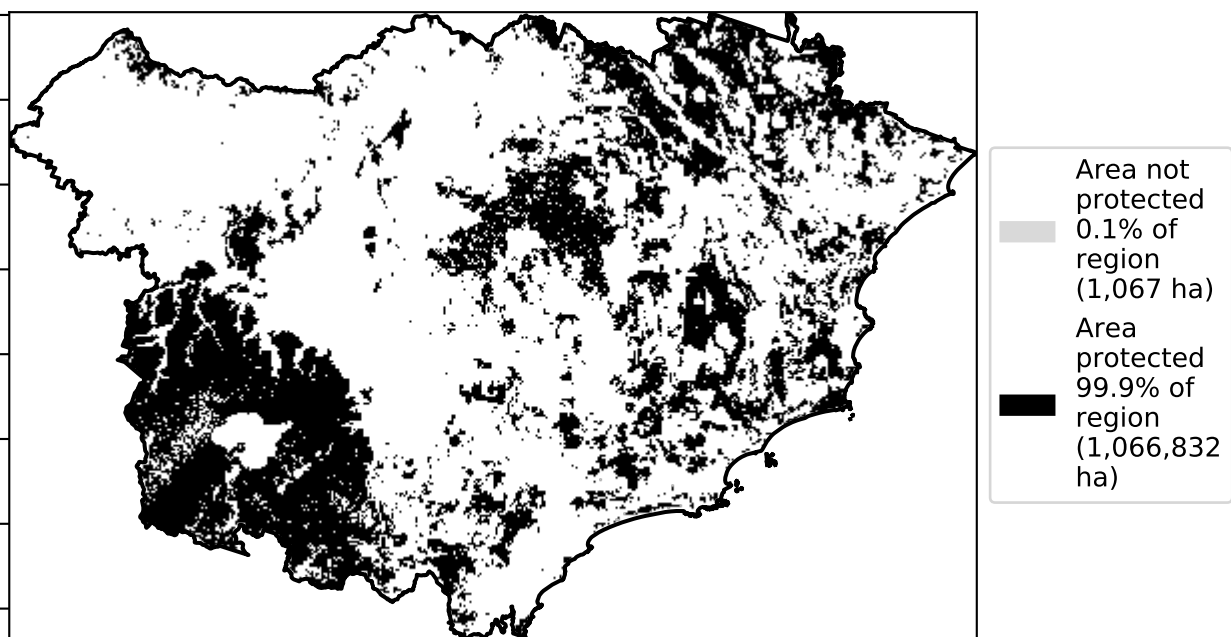 Area not
protected
0.1% of
region
(1,067 ha)
Area
protected
99.9% of
region
(1,066,832
ha)